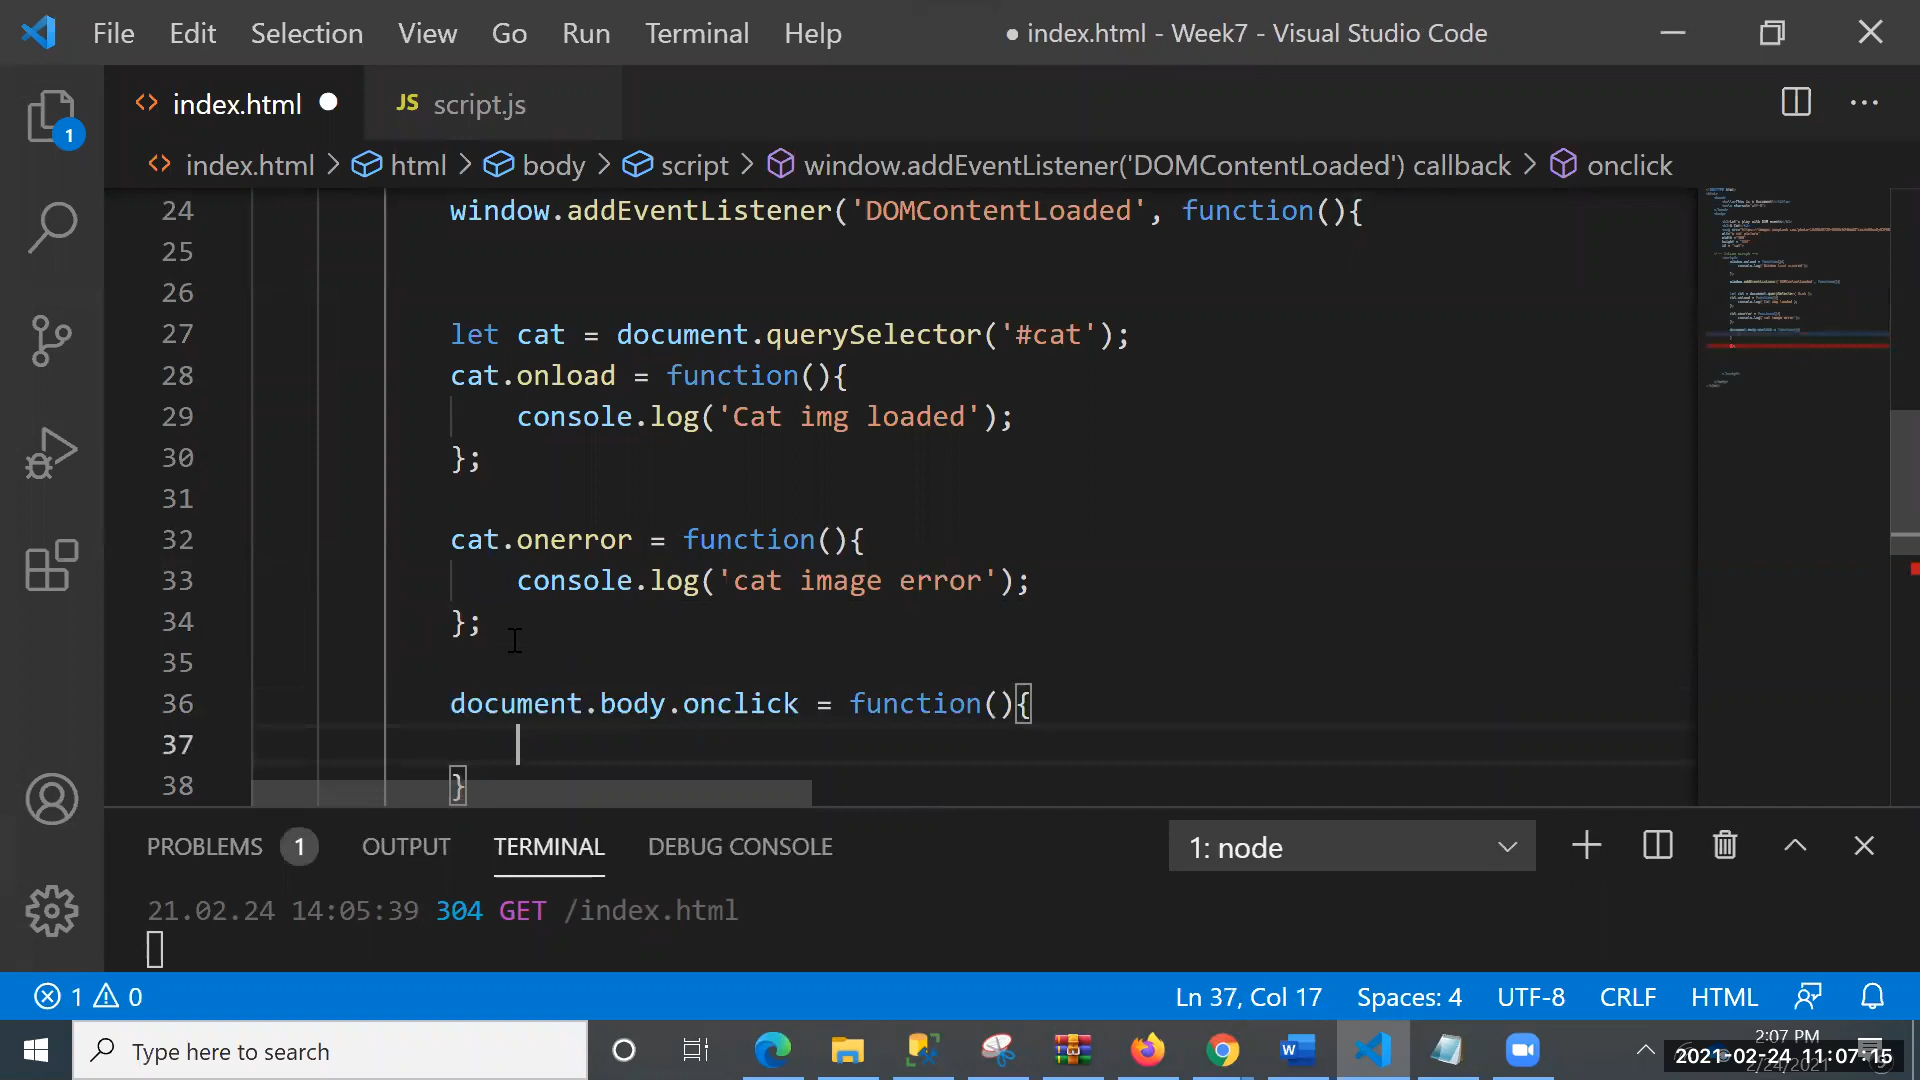 File Edit Selection View Go Run Terminal Help ● index.html - Week7 - Visual Studio Code
index.html ● JS script.js
1
index.html > html > body > script > window.addEventListener('DOMContentLoaded') callback > onclick
24 window.addEventListener('DOMContentLoaded', function(){
25
26
27 let cat = document.querySelector('#cat');
28 cat.onload = function(){
29 console.log('Cat img loaded');
30 };
31
32 cat.onerror = function(){
33 console.log('cat image error');
34 };
35
36 document.body.onclick = function(){
37
38 }
PROBLEMS 1 OUTPUT TERMINAL DEBUG CONSOLE 1: node
21.02.24 14:05:39 304 GET /index.html
1 0 Ln 37, Col 17 Spaces: 4 UTF-8 CRLF HTML
Type here to search
2:07 PM
2021-02-24 11:07:15